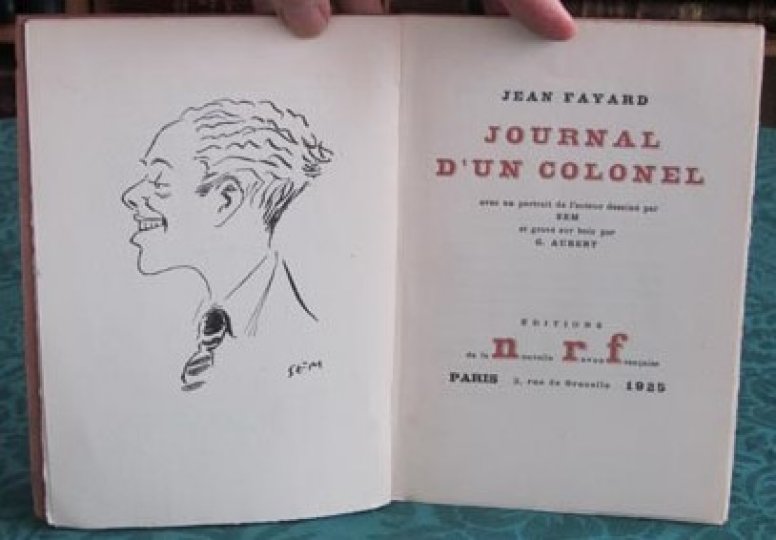 SEM
JEAN FAYARD
JOURNAL
D'UN COLONEL
avec un portrait de l'auteur dessiné par
SEM
et gravé sur bois par
G. AUBERT
ÉDITIONS
de la nouvelle revue française
PARIS 3, rue de Grenelle 1925